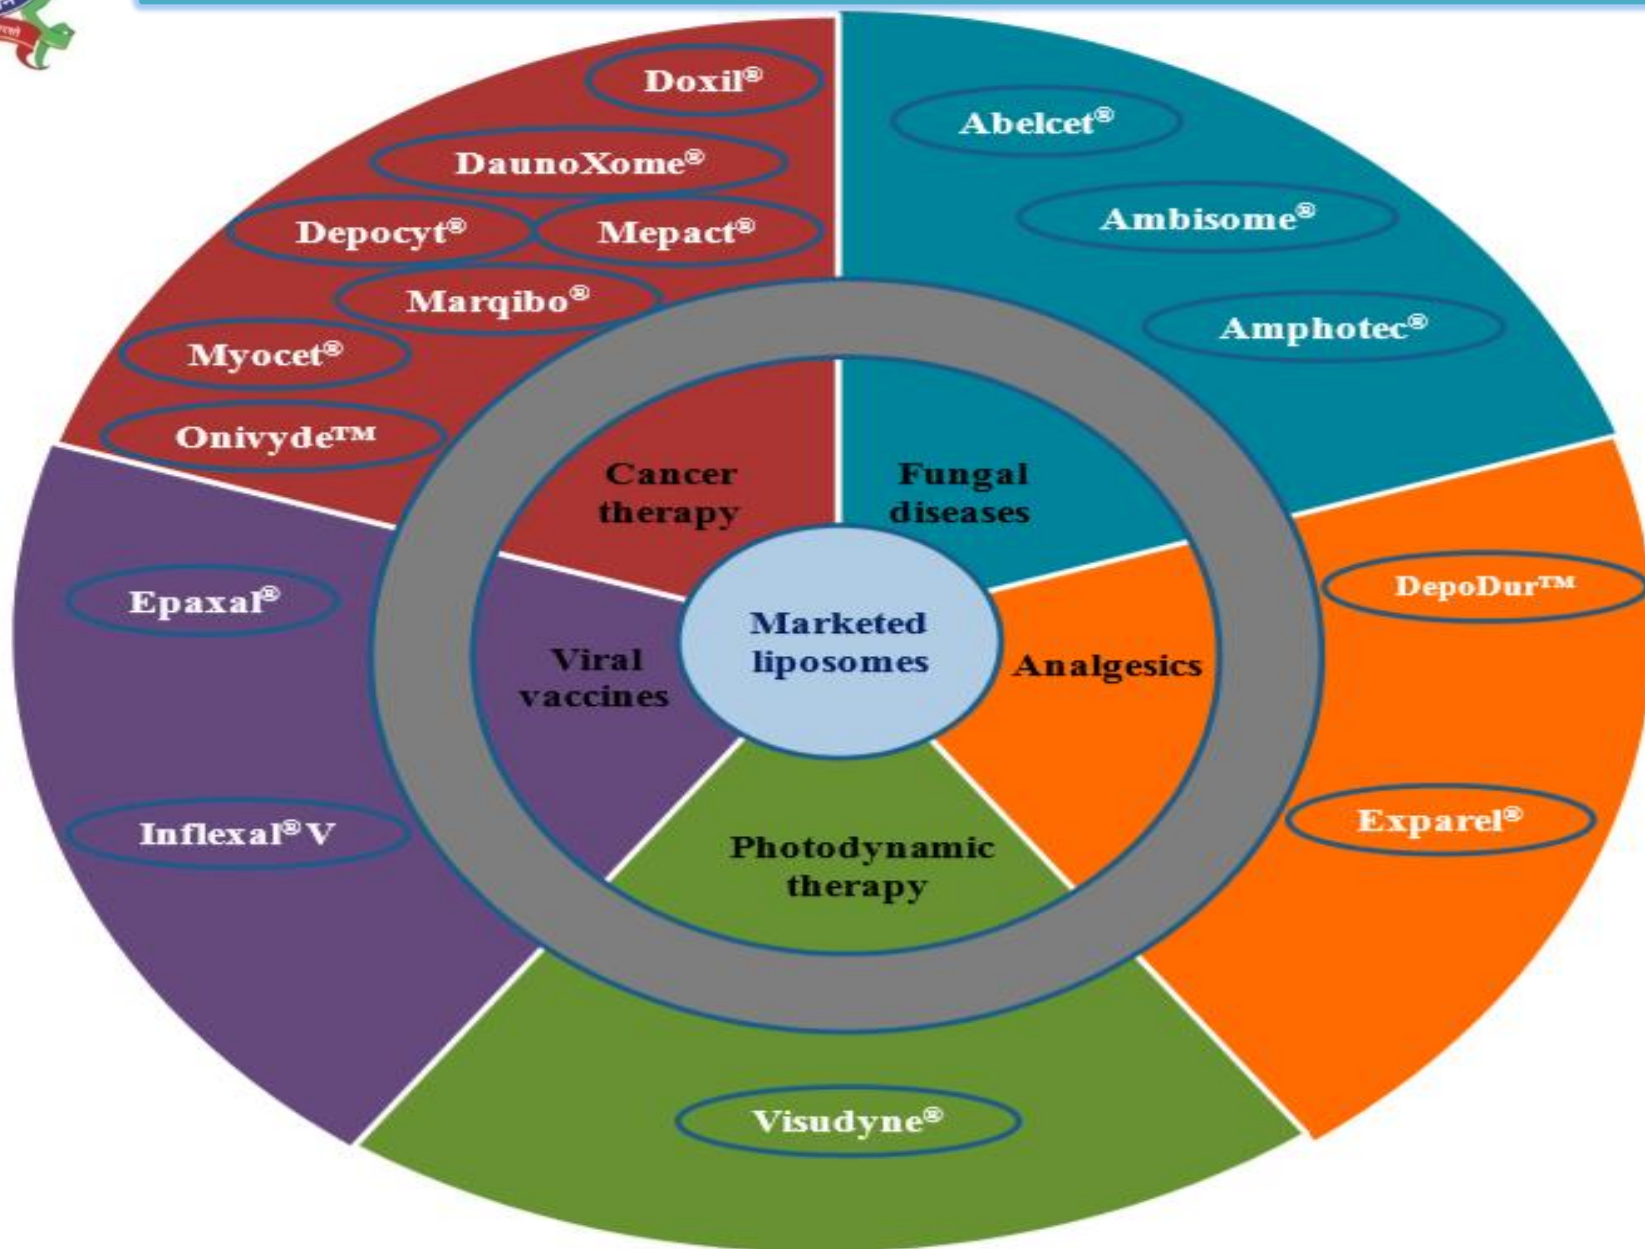 Doxil®
DaunoXome®
Depocyt®
Mepact®
Marqibo®
Myocet®
Onivyde™
Abelcet®
Ambisome®
Amphotec®
Cancer
therapy
Fungal
diseases
Marketed
liposomes
Viral
vaccines
Analgesics
Photodynamic
therapy
Epaxal®
Inflexal®V
DepoDur™
Exparel®
Visudyne®